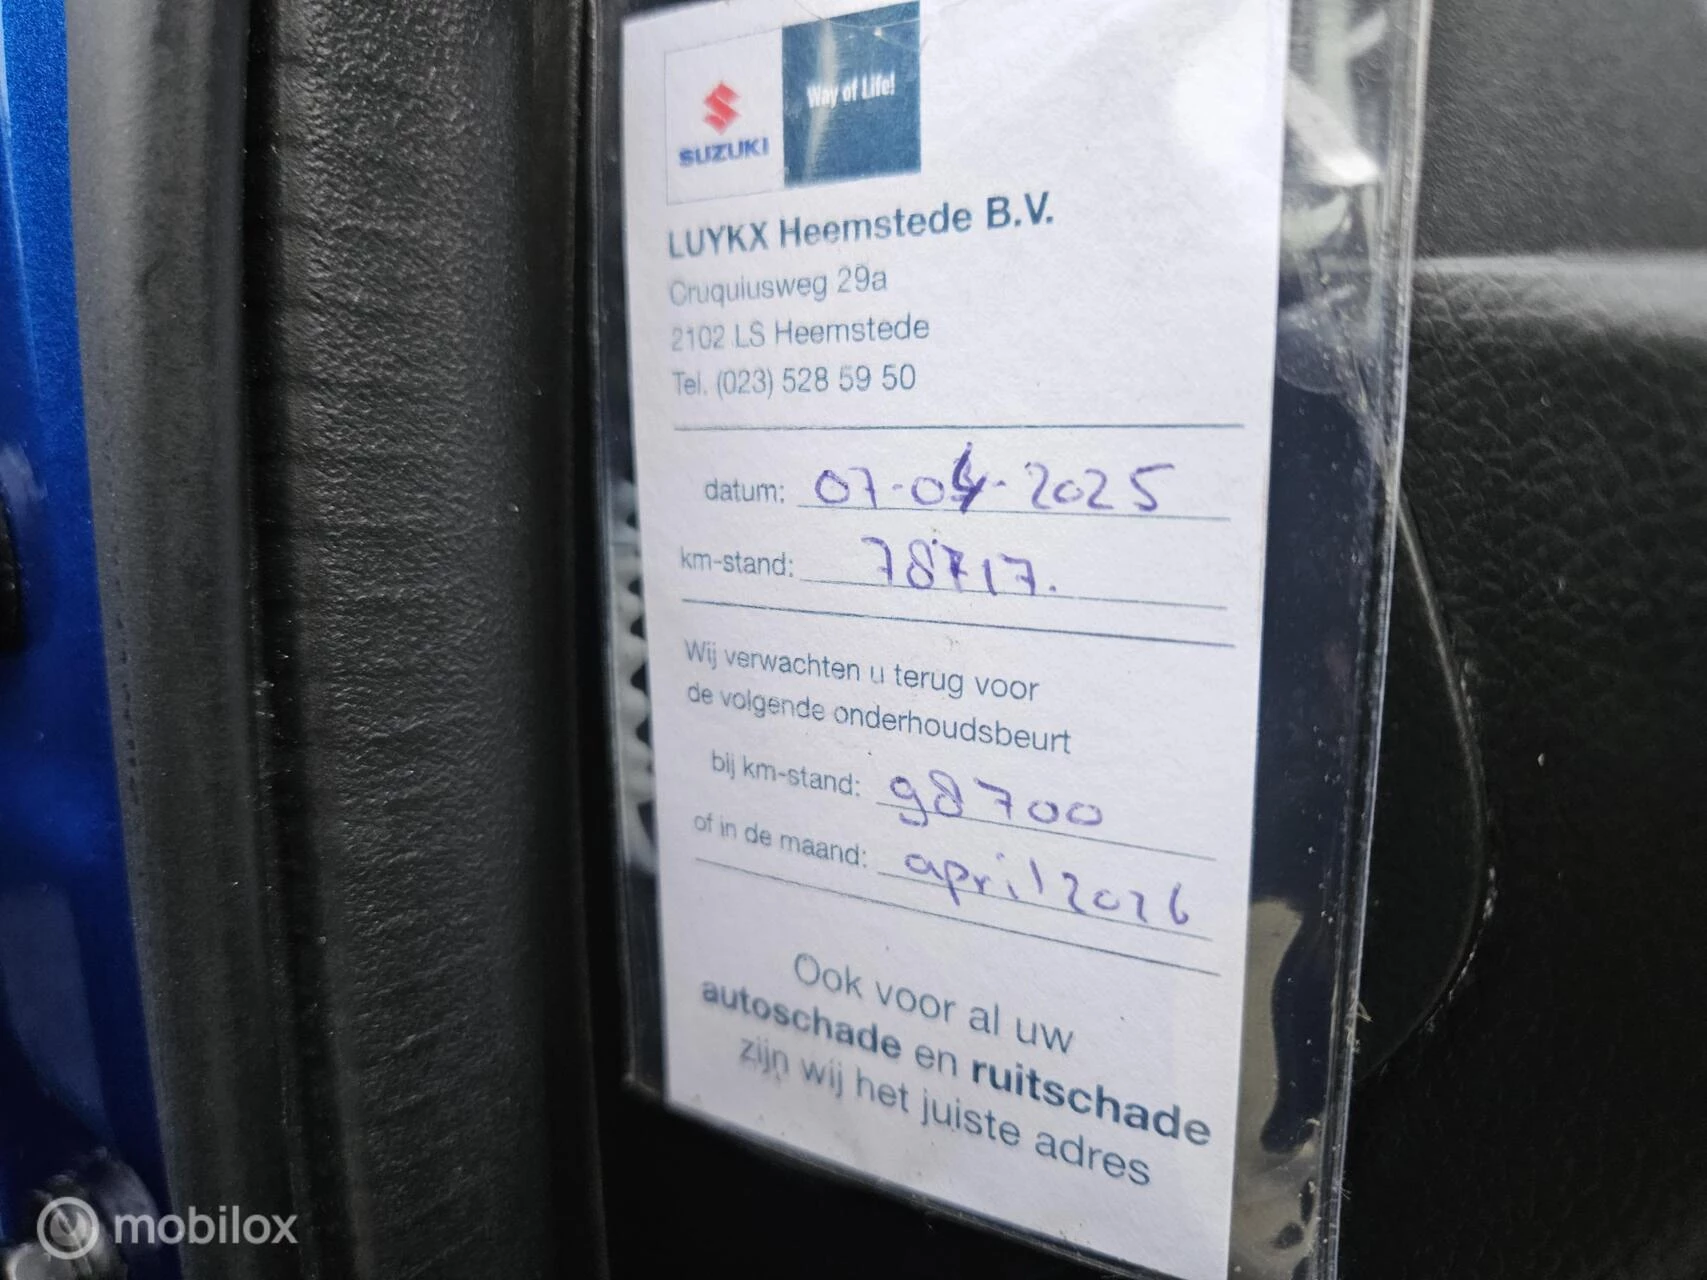 Way of Life!
SUZUKI
LUYKX Heemstede B.V.
Cruquiusweg 29a
2102 LS Heemstede
Tel. (023) 528 59 50
datum: 07-04-2025
km-stand: 78717.
Wij verwachten u terug voor
de volgende onderhoudsbeurt
bij km-stand: 98700
of in de maand: april 2026
Ook voor al uw
autoschade en ruitschade
zijn wij het juiste adres
mobilox